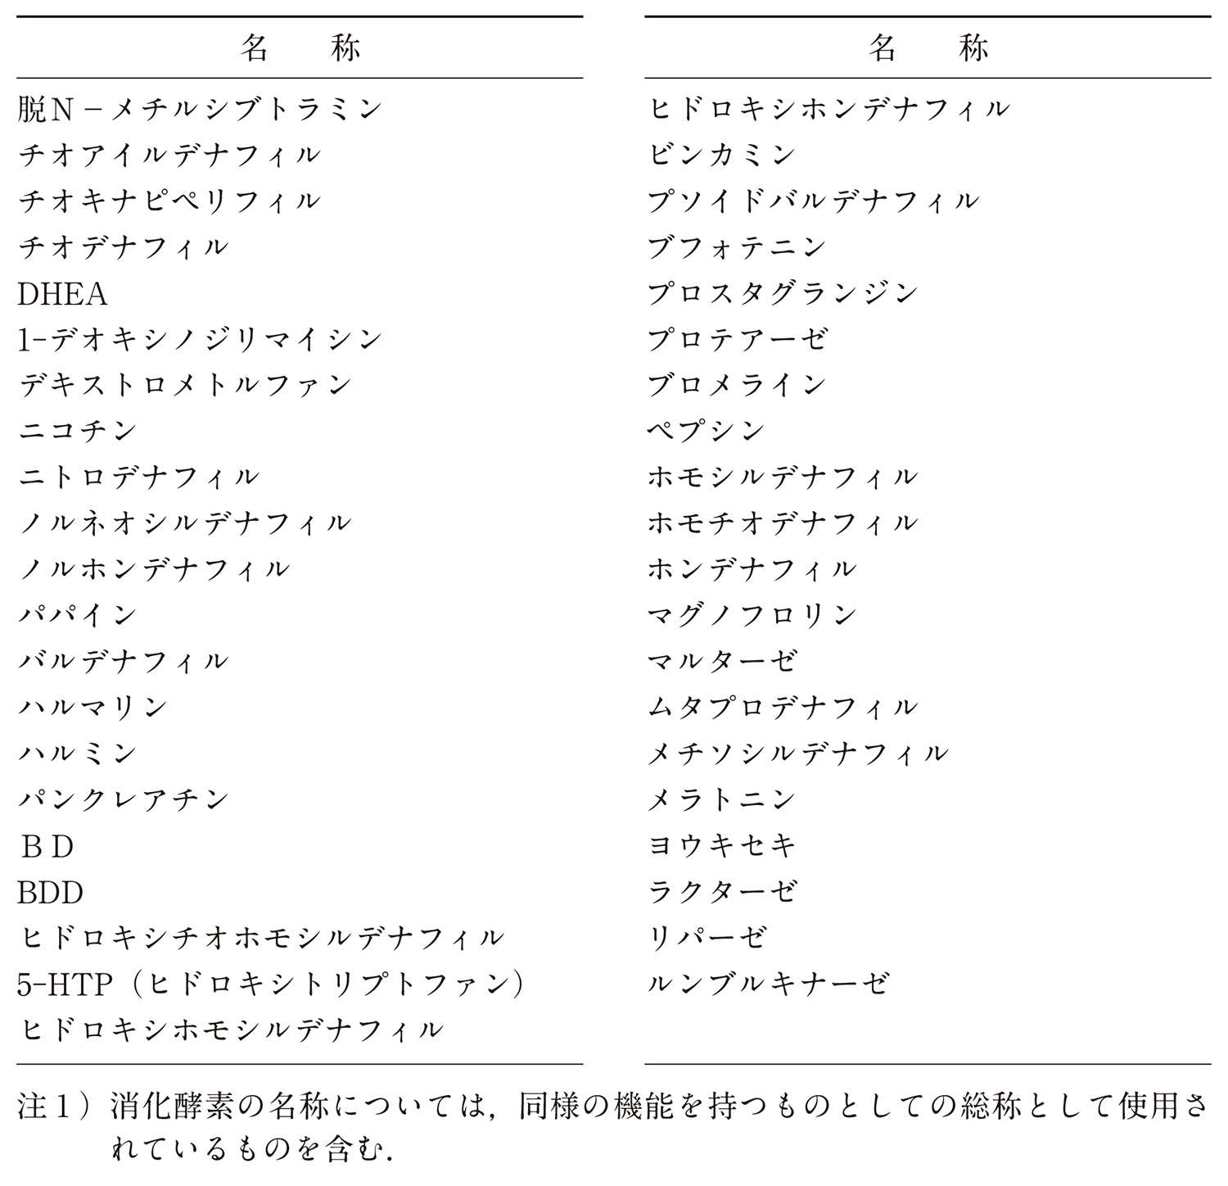 名　　称
脱Ｎ－メチルシブトラミン
チオアイルデナフィル
チオキナピペリフィル
チオデナフィル
DHEA
1-デオキシノジリマイシン
デキストロメトルファン
ニコチン
ニトロデナフィル
ノルネオシルデナフィル
ノルホンデナフィル
パパイン
バルデナフィル
ハルマリン
ハルミン
パンクレアチン
ＢＤ
BDD
ヒドロキシチオホモシルデナフィル
5-HTP（ヒドロキシトリプトファン）
ヒドロキシホモシルデナフィル
名　　称
ヒドロキシホンデナフィル
ビンカミン
プソイドバルデナフィル
ブフォテニン
プロスタグランジン
プロテアーゼ
ブロメライン
ペプシン
ホモシルデナフィル
ホモチオデナフィル
ホンデナフィル
マグノフロリン
マルターゼ
ムタプロデナフィル
メチソシルデナフィル
メラトニン
ヨウキセキ
ラクターゼ
リパーゼ
ルンブルキナーゼ
注１）消化酵素の名称については，同様の機能を持つものとしての総称として使用さ
れているものを含む．